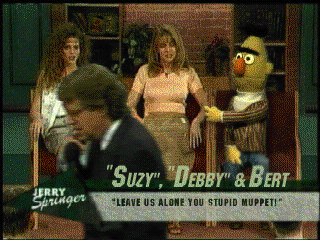 "SUZY", "DEBBY" & BERT
JERRY
Springer
"LEAVE US ALONE YOU STUPID MUPPET!"